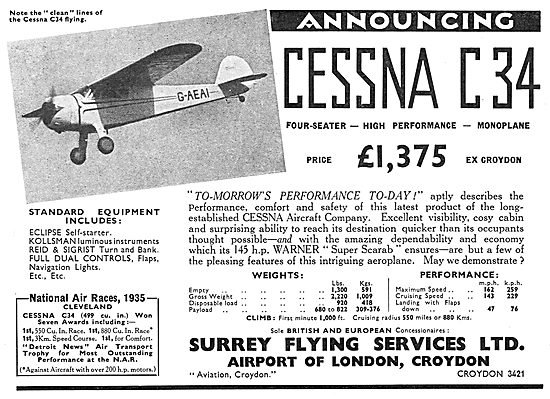 Note the "clean" lines of
the Cessna C34 flying.
G-AEAI
ANNOUNCING
CESSNA C 34
FOUR-SEATER — HIGH PERFORMANCE — MONOPLANE
PRICE £1,375 EX CROYDON
"TO-MORROW'S PERFORMANCE TO-DAY!" aptly describes the
Performance, comfort and safety of this latest product of the long-
established CESSNA Aircraft Company. Excellent visibility, cosy cabin
and surprising ability to reach its destination quicker than its occupants
thought possible—and with the amazing dependability and economy
which its 145 h.p. WARNER "Super Scarab" ensures—are but a few of
the pleasing features of this intriguing aeroplane. May we demonstrate?
STANDARD EQUIPMENT
INCLUDES:
ECLIPSE Self-starter.
KOLLSMAN luminous instruments
REID & SIGRIST Turn and Bank.
FULL DUAL CONTROLS, Flaps,
Navigation Lights.
Etc., Etc.
National Air Races, 1935
CLEVELAND
CESSNA C34 (499 cu. in.) Won
Seven Awards including:—
1st, 550 Cu. In. Race. 1st, 880 Cu. In. Race*
1st, 3Km. Speed Course. 1st, for Comfort.
"Detroit News" Air Transport
Trophy for Most Outstanding
Performance at the N.A.R.
(*Against Aircraft with over 200 h.p. motors.)
WEIGHTS:
Lbs. Kgs.
Empty .. .. .. .. 1,300 591
Gross Weight .. .. .. .. 2,220 1,009
Disposable load .. .. .. .. 920 418
Payload .. .. .. .. 680 to 822 309-376
PERFORMANCE:
m.p.h. k.p.h.
Maximum Speed .. .. 162 259
Cruising Speed .. .. 143 229
Landing with Flaps
down .. .. 47 76
CLIMB: First minute 1,000 ft. Cruising radius 550 miles or 880 Kms.
Sole BRITISH AND EUROPEAN Concessionaires:
SURREY FLYING SERVICES LTD.
AIRPORT OF LONDON, CROYDON
"Aviation, Croydon." CROYDON 3421